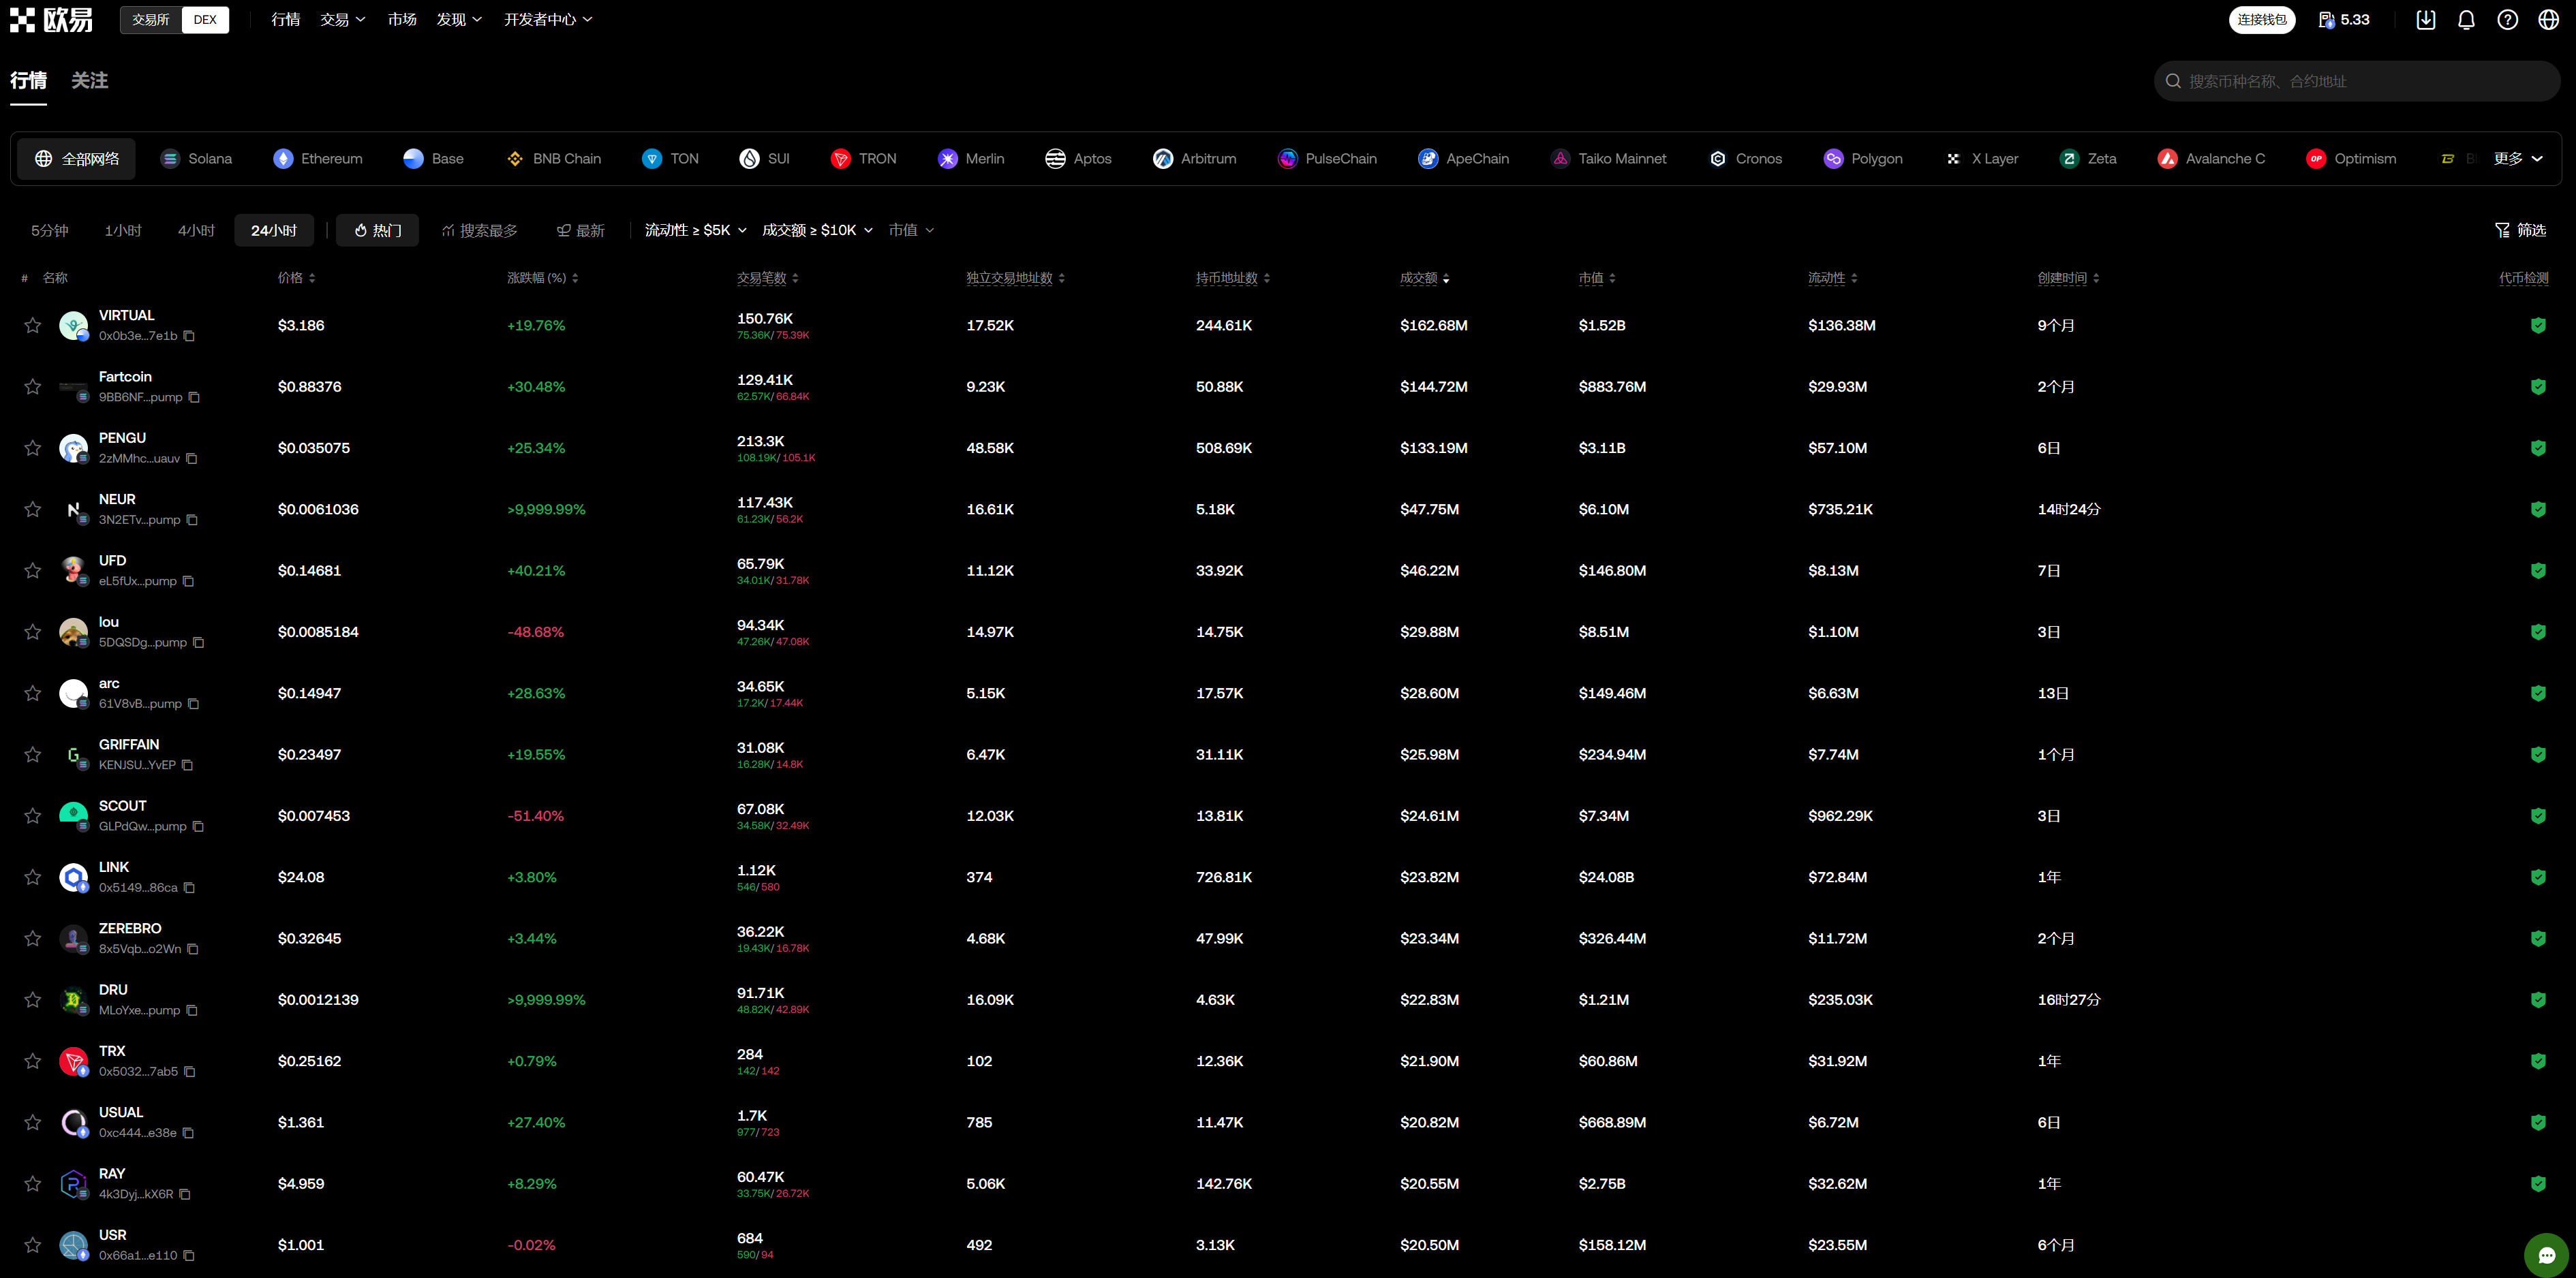 欧易 交易所 DEX 行情 交易 市场 发现 开发者中心 连接钱包 5.33
行情 关注 搜索币种名称、合约地址
全部网络 Solana Ethereum Base BNB Chain TON SUI TRON Merlin Aptos Arbitrum PulseChain ApeChain Taiko Mainnet Cronos Polygon X Layer Zeta Avalanche C Optimism 更多
5分钟 1小时 4小时 24小时 热门 搜索最多 最新 流动性 ≥ $5K 成交额 ≥ $10K 市值 筛选
# 名称 价格 涨跌幅 (%) 交易笔数 独立交易地址数 持币地址数 成交额 市值 流动性 创建时间 代币检测
VIRTUAL 0x0b3e...7e1b $3.186 +19.76% 150.76K 75.36K/ 75.39K 17.52K 244.61K $162.68M $1.52B $136.38M 9个月
Fartcoin 9BB6NF...pump $0.88376 +30.48% 129.41K 62.57K/ 66.84K 9.23K 50.88K $144.72M $883.76M $29.93M 2个月
PENGU 2zMMhc...uauv $0.035075 +25.34% 213.3K 108.19K/ 105.1K 48.58K 508.69K $133.19M $3.11B $57.10M 6日
NEUR 3N2ETv...pump $0.0061036 >9,999.99% 117.43K 61.23K/ 56.2K 16.61K 5.18K $47.75M $6.10M $735.21K 14时24分
UFD eL5fUx...pump $0.14681 +40.21% 65.79K 34.01K/ 31.78K 11.12K 33.92K $46.22M $146.80M $8.13M 7日
lou 5DQSDg...pump $0.0085184 -48.68% 94.34K 47.26K/ 47.08K 14.97K 14.75K $29.88M $8.51M $1.10M 3日
arc 61V8vB...pump $0.14947 +28.63% 34.65K 17.2K/ 17.44K 5.15K 17.57K $28.60M $149.46M $6.63M 13日
GRIFFAIN KENJSU...YvEP $0.23497 +19.55% 31.08K 16.28K/ 14.8K 6.47K 31.11K $25.98M $234.94M $7.74M 1个月
SCOUT GLPdQw...pump $0.007453 -51.40% 67.08K 34.58K/ 32.49K 12.03K 13.81K $24.61M $7.34M $962.29K 3日
LINK 0x5149...86ca $24.08 +3.80% 1.12K 546/ 580 374 726.81K $23.82M $24.08B $72.84M 1年
ZEREBRO 8x5Vqb...o2Wn $0.32645 +3.44% 36.22K 19.43K/ 16.78K 4.68K 47.99K $23.34M $326.44M $11.72M 2个月
DRU MLoYxe...pump $0.0012139 >9,999.99% 91.71K 48.82K/ 42.89K 16.09K 4.63K $22.83M $1.21M $235.03K 16时27分
TRX 0x5032...7ab5 $0.25162 +0.79% 284 142/ 142 102 12.36K $21.90M $60.86M $31.92M 1年
USUAL 0xc444...e38e $1.361 +27.40% 1.7K 977/ 723 785 11.47K $20.82M $668.89M $6.72M 6日
RAY 4k3Dyj...kX6R $4.959 +8.29% 60.47K 33.75K/ 26.72K 5.06K 142.76K $20.55M $2.75B $32.62M 1年
USR 0x66a1...e110 $1.001 -0.02% 684 590/ 94 492 3.13K $20.50M $158.12M $23.55M 6个月